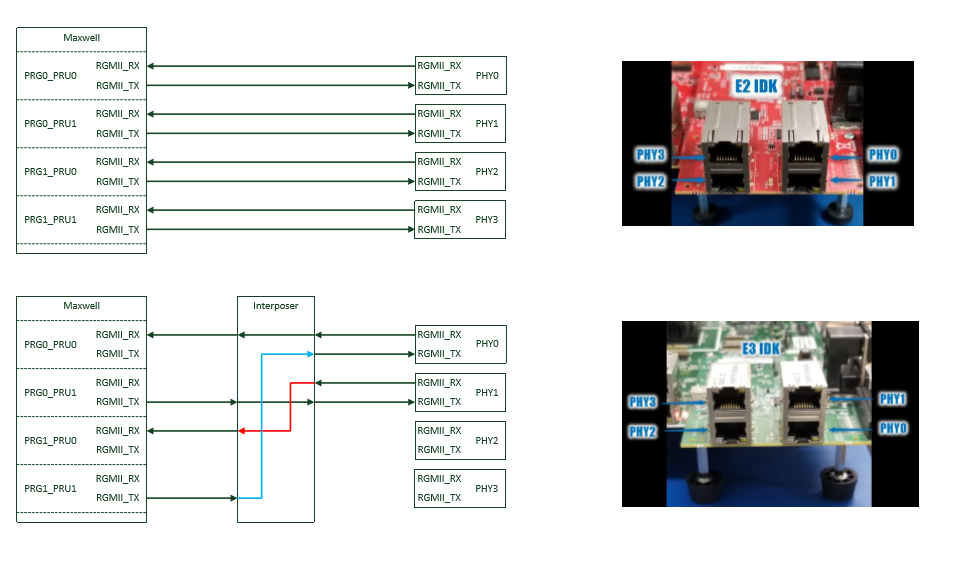 Maxwell
PRG0_PRU0
RGMII_RX
RGMII_TX
PRG0_PRU1
RGMII_RX
RGMII_TX
PRG1_PRU0
RGMII_RX
RGMII_TX
PRG1_PRU1
RGMII_RX
RGMII_TX
RGMII_RX
RGMII_TX
PHY0
RGMII_RX
RGMII_TX
PHY1
RGMII_RX
RGMII_TX
PHY2
RGMII_RX
RGMII_TX
PHY3
E2 IDK
PHY3
PHY2
PHY0
PHY1
Maxwell
PRG0_PRU0
RGMII_RX
RGMII_TX
PRG0_PRU1
RGMII_RX
RGMII_TX
PRG1_PRU0
RGMII_RX
RGMII_TX
PRG1_PRU1
RGMII_RX
RGMII_TX
Interposer
RGMII_RX
RGMII_TX
PHY0
RGMII_RX
RGMII_TX
PHY1
RGMII_RX
RGMII_TX
PHY2
RGMII_RX
RGMII_TX
PHY3
E3 IDK
PHY3
PHY2
PHY1
PHY0